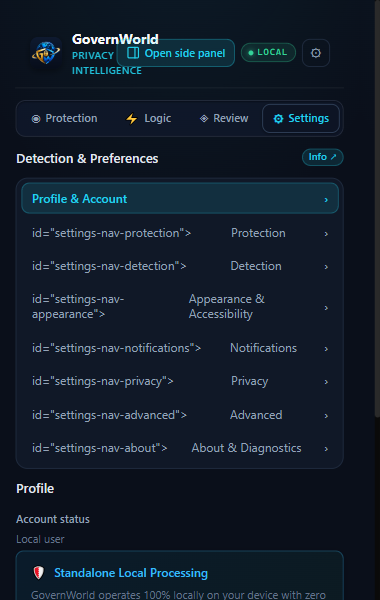 GovernWorld
PRIVACY
INTELLIGENCE
Open side panel
LOCAL
Protection
Logic
Review
Settings
Detection & Preferences
Info ↗
Profile & Account ›
id="settings-nav-protection"> Protection ›
id="settings-nav-detection"> Detection ›
id="settings-nav-appearance"> Appearance & Accessibility ›
id="settings-nav-notifications"> Notifications ›
id="settings-nav-privacy"> Privacy ›
id="settings-nav-advanced"> Advanced ›
id="settings-nav-about"> About & Diagnostics ›
Profile
Account status
Local user
Standalone Local Processing
GovernWorld operates 100% locally on your device with zero